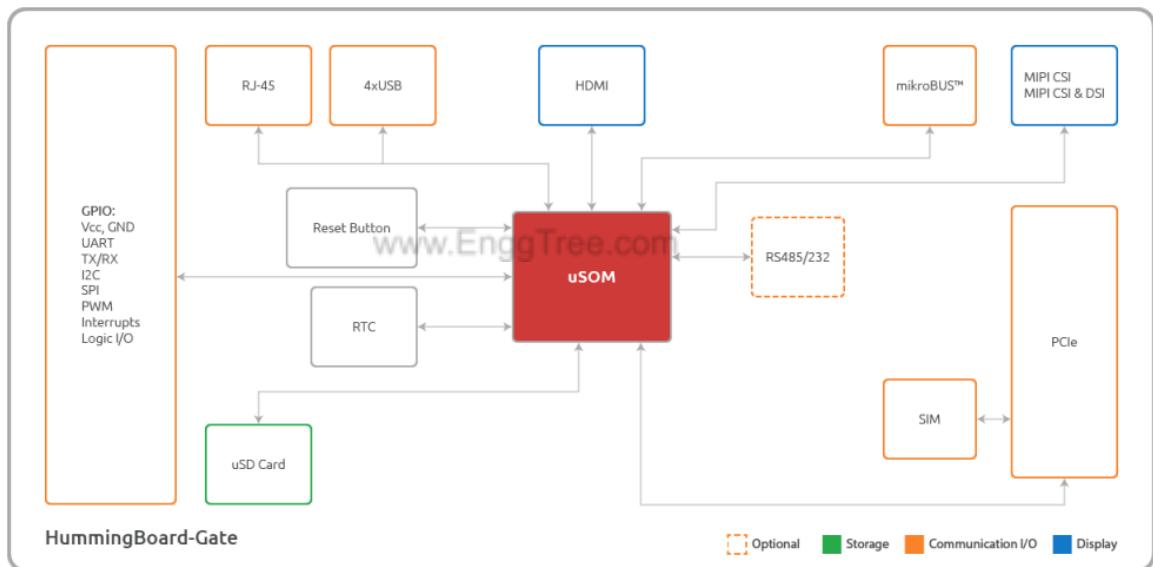 RJ-45
4xUSB
HDMI
mikroBUS™
MIPI CSI
MIPI CSI & DSI
GPIO:
Vcc, GND
UART
TX/RX
I2C
SPI
PWM
Interrupts
Logic I/O
Reset Button
www.EnggTree.com
uSOM
RS485/232
RTC
PCIe
SIM
uSD Card
HummingBoard-Gate
Optional
Storage
Communication I/O
Display